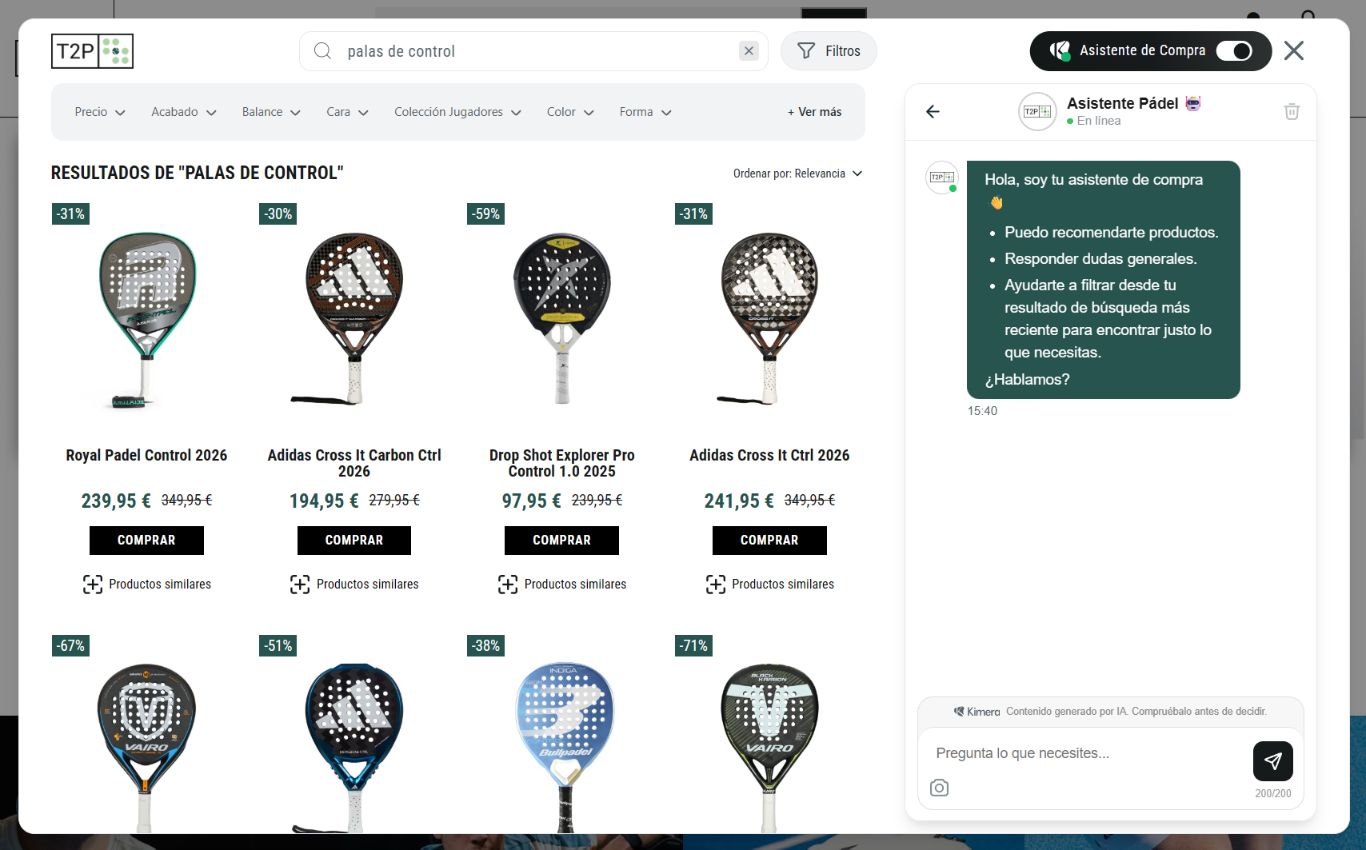 T2P
palas de control
Filtros
Asistente de Compra
Precio
Acabado
Balance
Cara
Colección Jugadores
Color
Forma
+ Ver más
RESULTADOS DE "PALAS DE CONTROL"
Ordenar por: Relevancia
-31%
-30%
-59%
-31%
Royal Padel Control 2026
Adidas Cross It Carbon Ctrl
2026
Drop Shot Explorer Pro
Control 1.0 2025
Adidas Cross It Ctrl 2026
239,95 € 349,95 €
194,95 € 279,95 €
97,95 € 239,95 €
241,95 € 349,95 €
COMPRAR
COMPRAR
COMPRAR
COMPRAR
Productos similares
Productos similares
Productos similares
Productos similares
-67%
-51%
-38%
-71%
VAIRO
INDIGA
Bullpadel
BLACK
KARBON
VAIRO
T2P
Asistente Pádel
En línea
T2P
Hola, soy tu asistente de compra
Puedo recomendarte productos.
Responder dudas generales.
Ayudarte a filtrar desde tu
resultado de búsqueda más
reciente para encontrar justo lo
que necesitas.
¿Hablamos?
15:40
Kimera Contenido generado por IA. Compruébalo antes de decidir.
Pregunta lo que necesites...
200/200